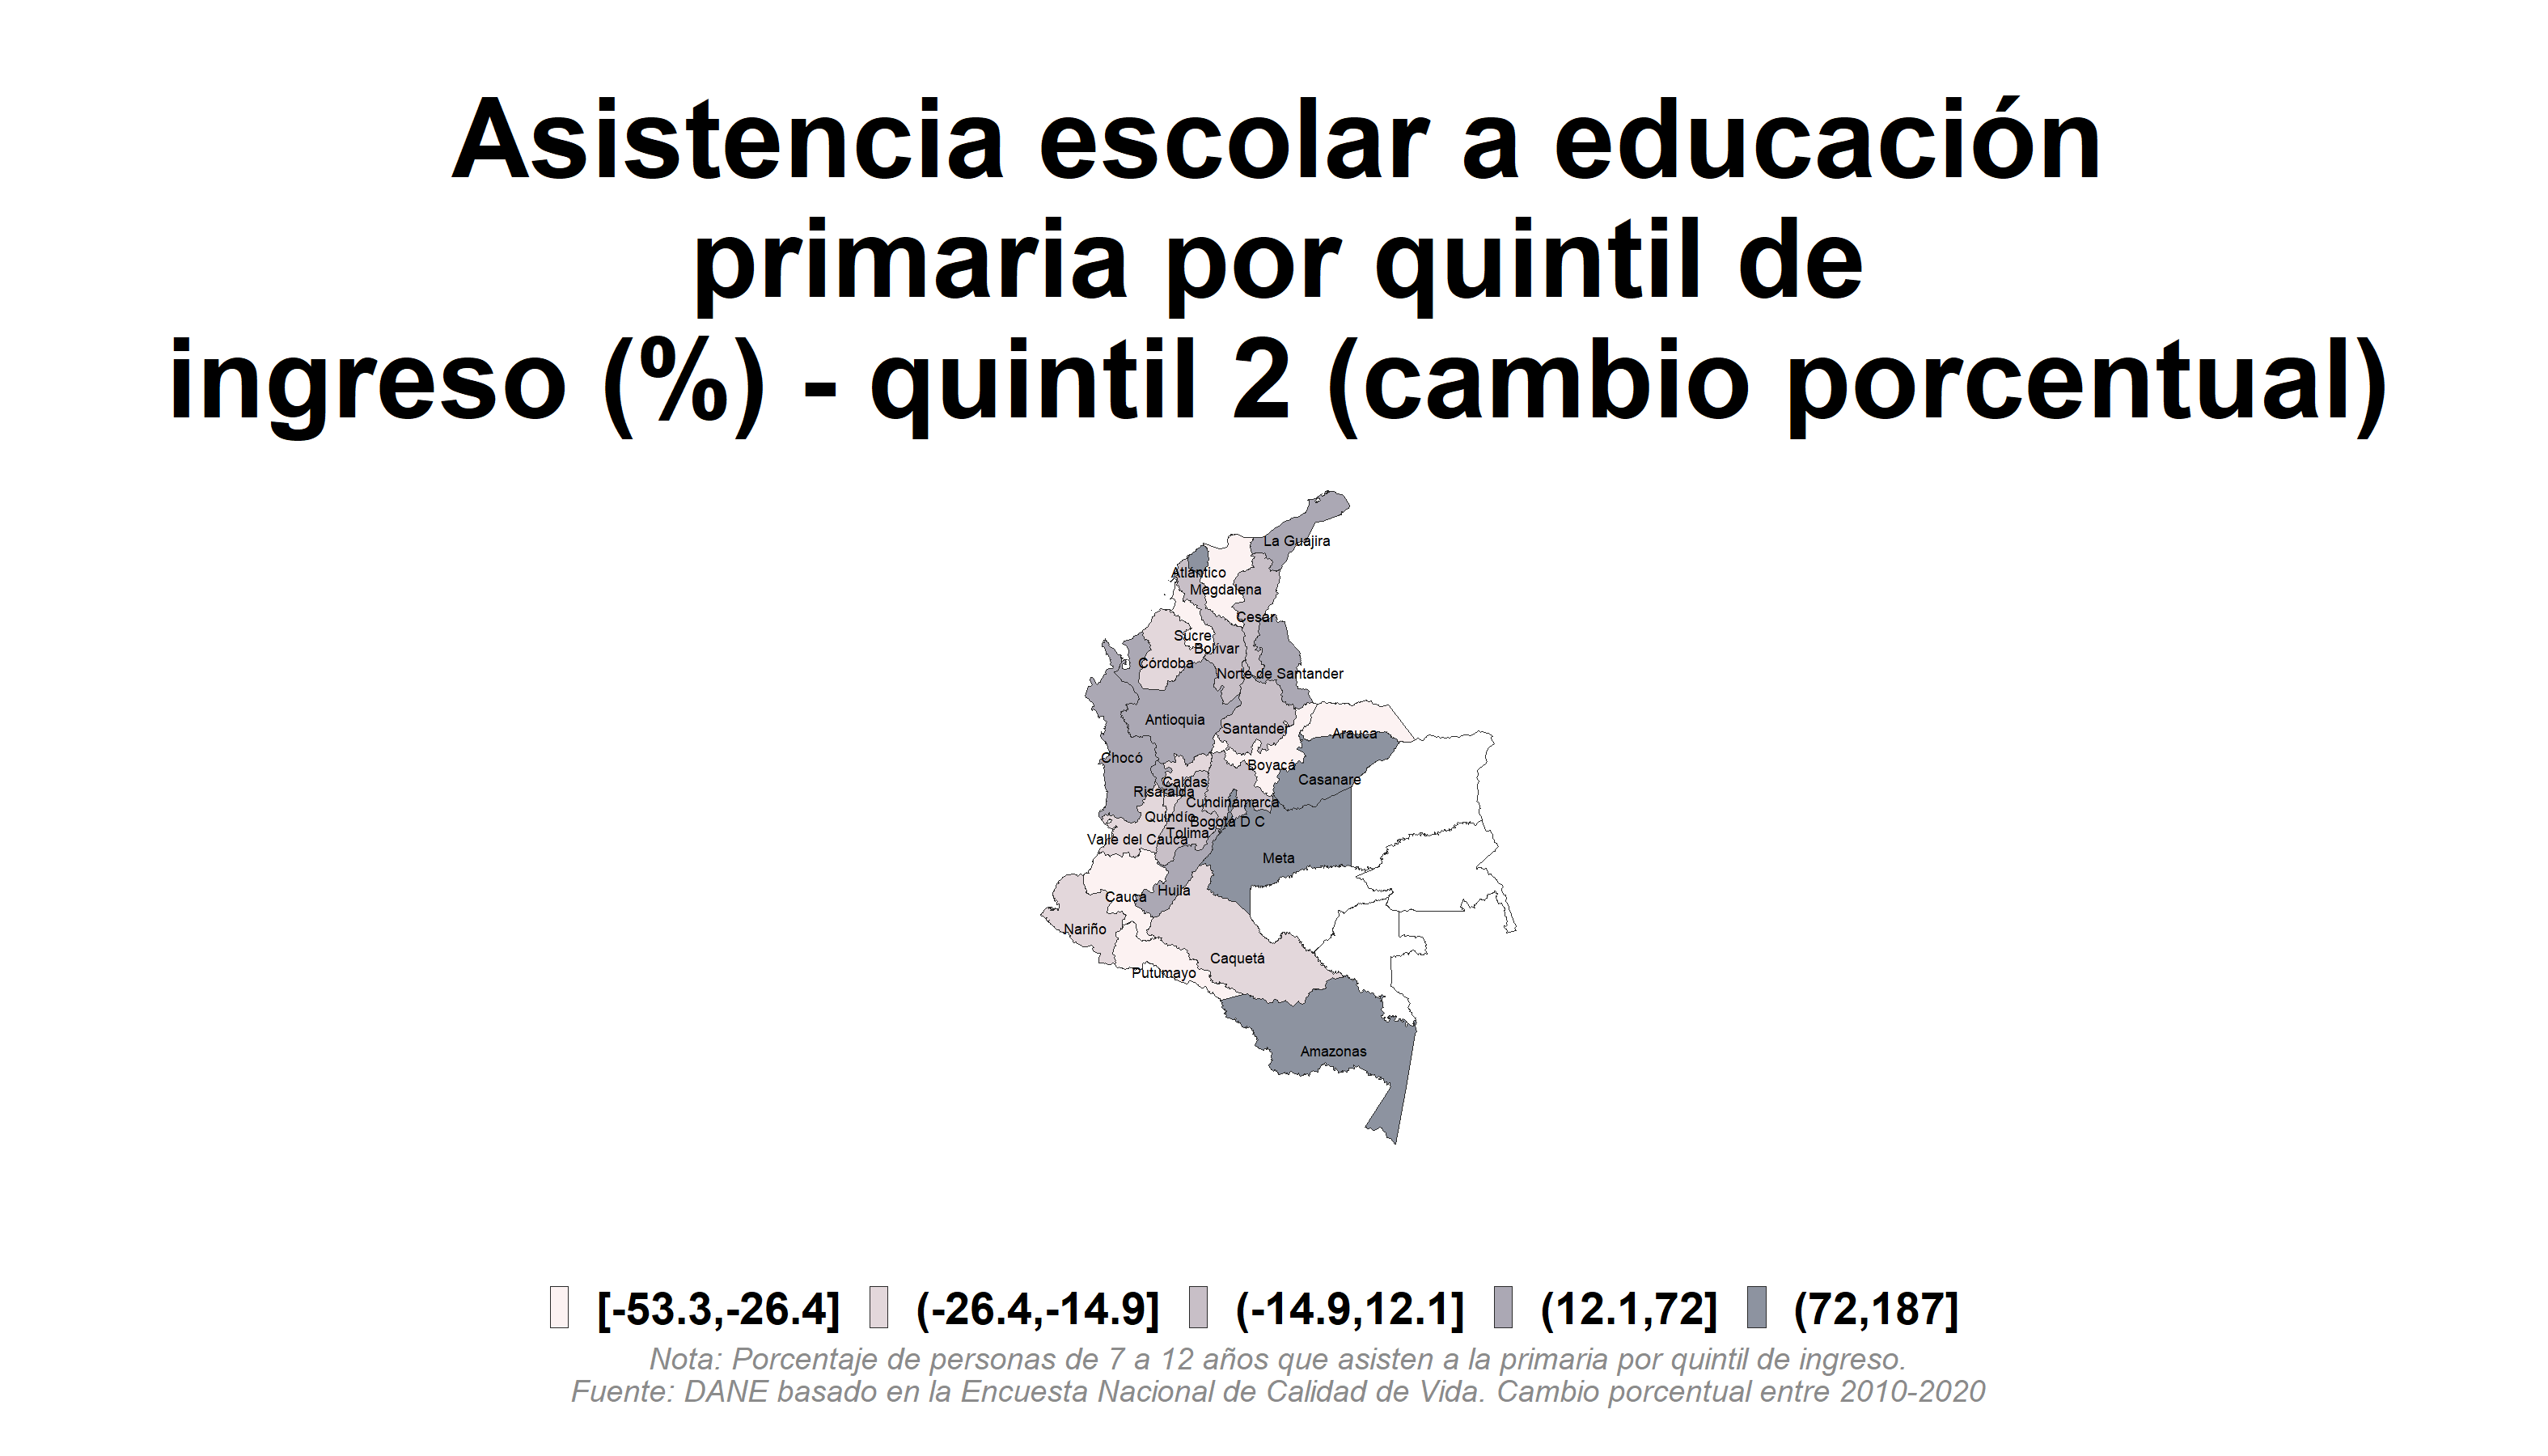 Asistencia escolar a educación
primaria por quintil de
ingreso (%) - quintil 2 (cambio porcentual)
La Guajira
Atlántico
Magdalena
Cesar
Sucre
Bolívar
Córdoba
Norte de Santander
Antioquia
Santander
Arauca
Chocó
Boyacá
Casanare
Caldas
Risaralda
Cundinamarca
Quindío
Bogotá D C
Tolima
Valle del Cauca
Meta
Huila
Cauca
Nariño
Caquetá
Putumayo
Amazonas
[-53.3,-26.4] (-26.4,-14.9] (-14.9,12.1] (12.1,72] (72,187]
Nota: Porcentaje de personas de 7 a 12 años que asisten a la primaria por quintil de ingreso.
Fuente: DANE basado en la Encuesta Nacional de Calidad de Vida. Cambio porcentual entre 2010-2020